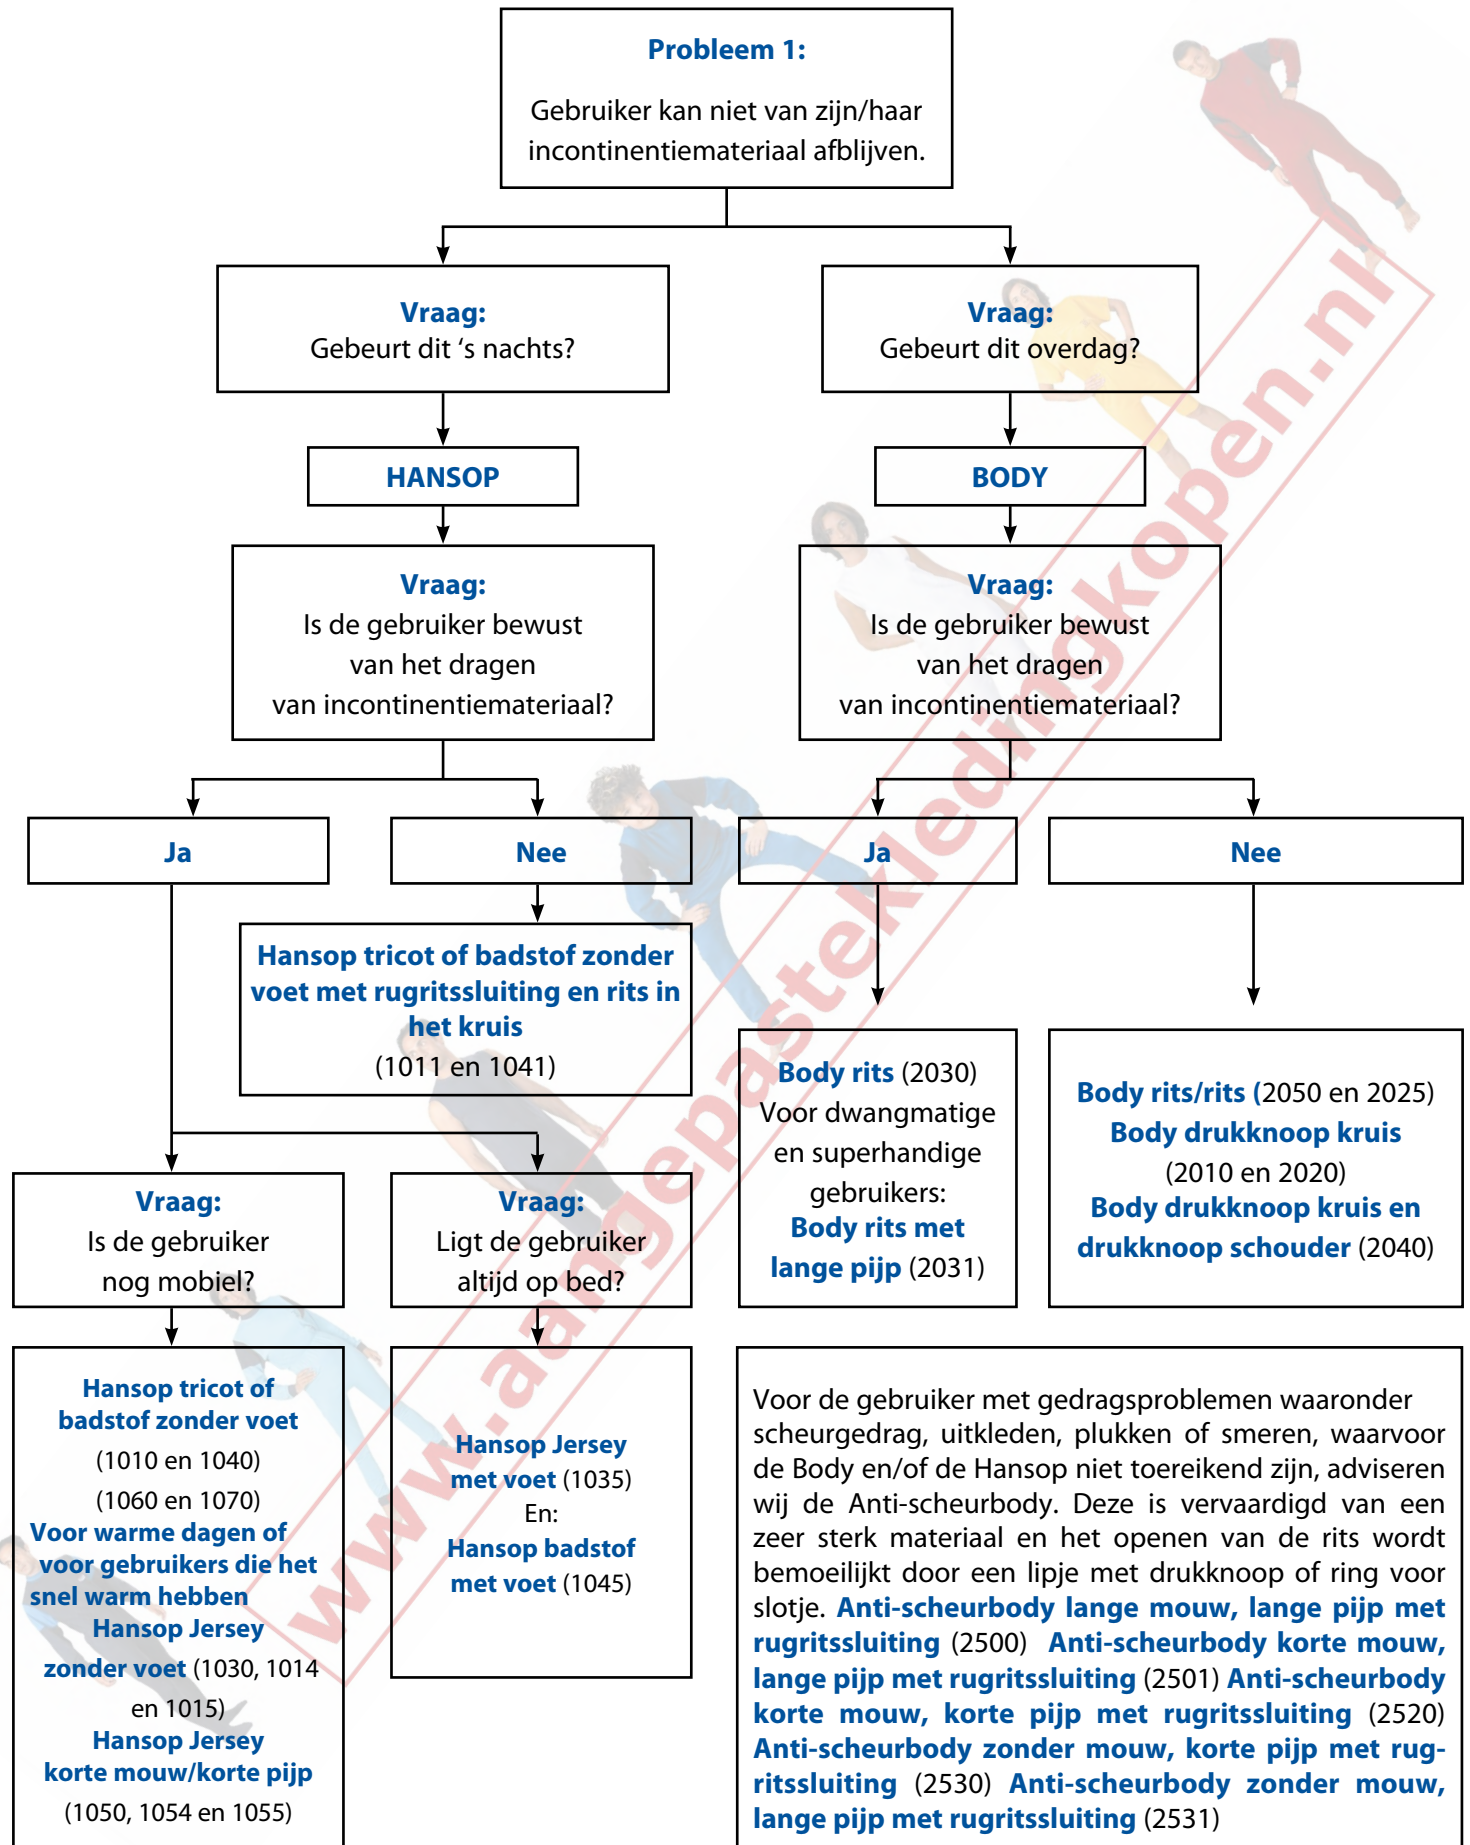 Probleem 1:
Gebruiker kan niet van zijn/haar
incontinentiemateriaal afblijven.
Vraag:
Gebeurt dit ‘s nachts?
Vraag:
Gebeurt dit overdag?
HANSOP
BODY
Vraag:
Is de gebruiker bewust
van het dragen
van incontinentiemateriaal?
Vraag:
Is de gebruiker bewust
van het dragen
van incontinentiemateriaal?
Ja
Nee
Ja
Nee
Hansop tricot of badstof zonder
voet met rugritssluiting en rits in
het kruis
(1011 en 1041)
Body rits (2030)
Voor dwangmatige
en superhandige
gebruikers:
Body rits met
lange pijp (2031)
Body rits/rits (2050 en 2025)
Body drukknoop kruis
(2010 en 2020)
Body drukknoop kruis en
drukknoop schouder (2040)
Vraag:
Is de gebruiker
nog mobiel?
Vraag:
Ligt de gebruiker
altijd op bed?
Hansop tricot of
badstof zonder voet
(1010 en 1040)
(1060 en 1070)
Voor warme dagen of
voor gebruikers die het
snel warm hebben
Hansop Jersey
zonder voet (1030, 1014
en 1015)
Hansop Jersey
korte mouw/korte pijp
(1050, 1054 en 1055)
Hansop Jersey
met voet (1035)
En:
Hansop badstof
met voet (1045)
Voor de gebruiker met gedragsproblemen waaronder
scheurgedrag, uitkleden, plukken of smeren, waarvoor
de Body en/of de Hansop niet toereikend zijn, adviseren
wij de Anti-scheurbody. Deze is vervaardigd van een
zeer sterk materiaal en het openen van de rits wordt
bemoeilijkt door een lipje met drukknoop of ring voor
slotje. Anti-scheurbody lange mouw, lange pijp met
rugritssluiting (2500) Anti-scheurbody korte mouw,
lange pijp met rugritssluiting (2501) Anti-scheurbody
korte mouw, korte pijp met rugritssluiting (2520)
Anti-scheurbody zonder mouw, korte pijp met rug-
ritssluiting (2530) Anti-scheurbody zonder mouw,
lange pijp met rugritssluiting (2531)
www.aangepastekledingkopen.nl